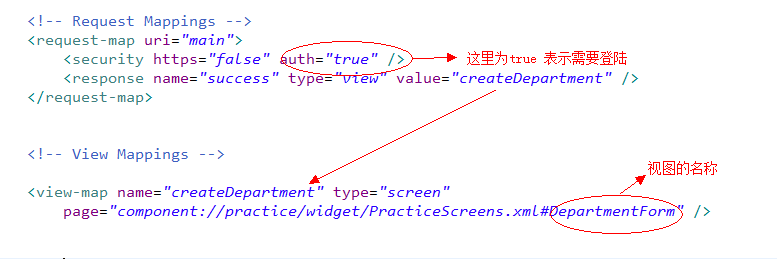 <!-- Request Mappings -->
<request-map uri="main">
<security https="false" auth="true" />
这里为true 表示需要登陆
<response name="success" type="view" value="createDepartment" />
</request-map>
<!-- View Mappings -->
视图的名称
<view-map name="createDepartment" type="screen"
page="component://practice/widget/PracticeScreens.xml#DepartmentForm" />